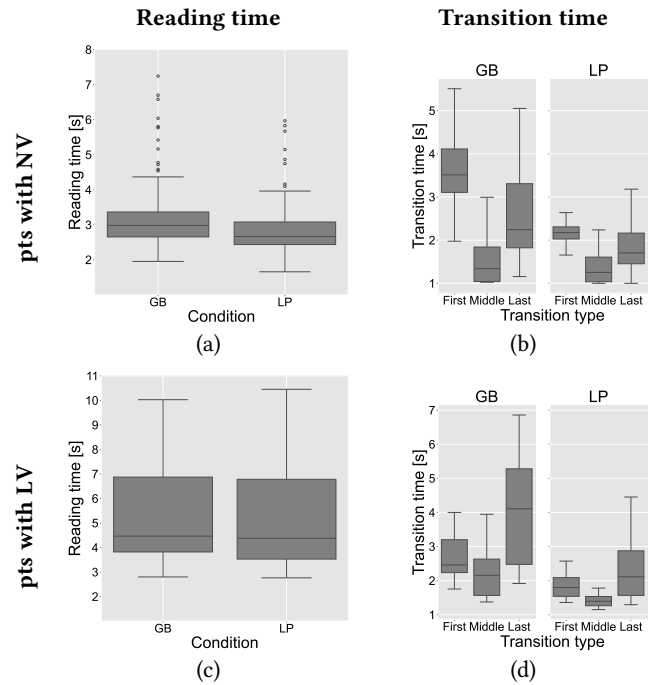 Reading time
Transition time
pts with NV
Reading time [s]
8
7
6
5
4
3
2
GB
LP
Condition
(a)
GB
LP
Transition time [s]
5
4
3
2
1
First Middle Last
First Middle Last
Transition type
(b)
pts with LV
Reading time [s]
11
10
9
8
7
6
5
4
3
2
GB
LP
Condition
(c)
GB
LP
Transition time [s]
7
6
5
4
3
2
1
First Middle Last
First Middle Last
Transition type
(d)